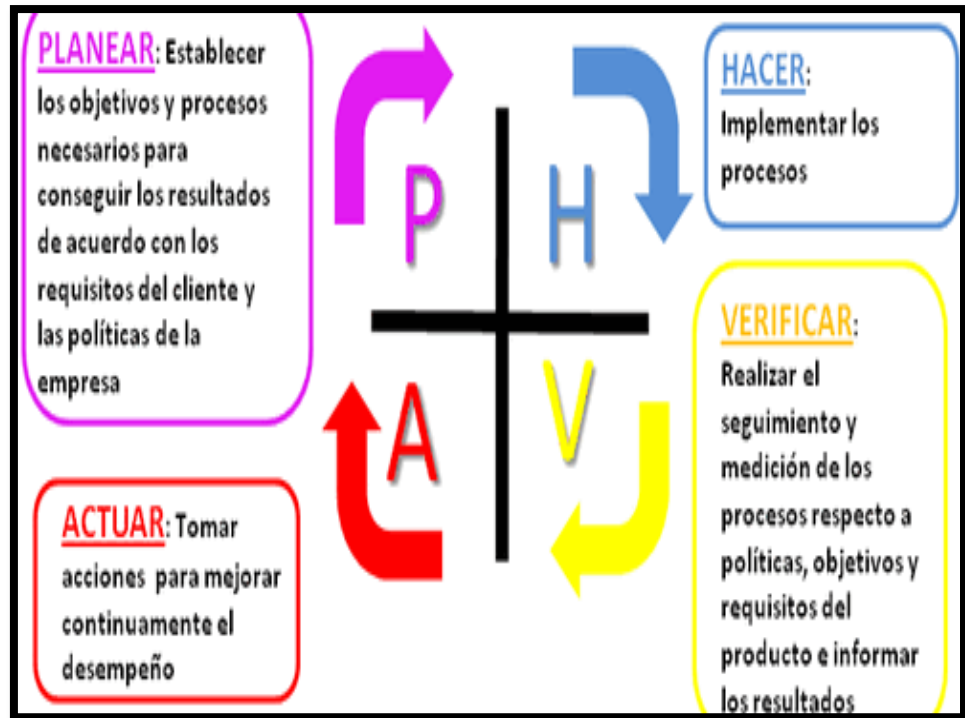 PLANEAR: Establecer
los objetivos y procesos
necesarios para
conseguir los resultados
de acuerdo con los
requisitos del cliente y
las políticas de la
empresa
P
H
HACER:
Implementar los
procesos
A
V
VERIFICAR:
Realizar el
seguimiento y
medición de los
procesos respecto a
políticas, objetivos y
requisitos del
producto e informar
los resultados
ACTUAR: Tomar
acciones para mejorar
continuamente el
desempeño